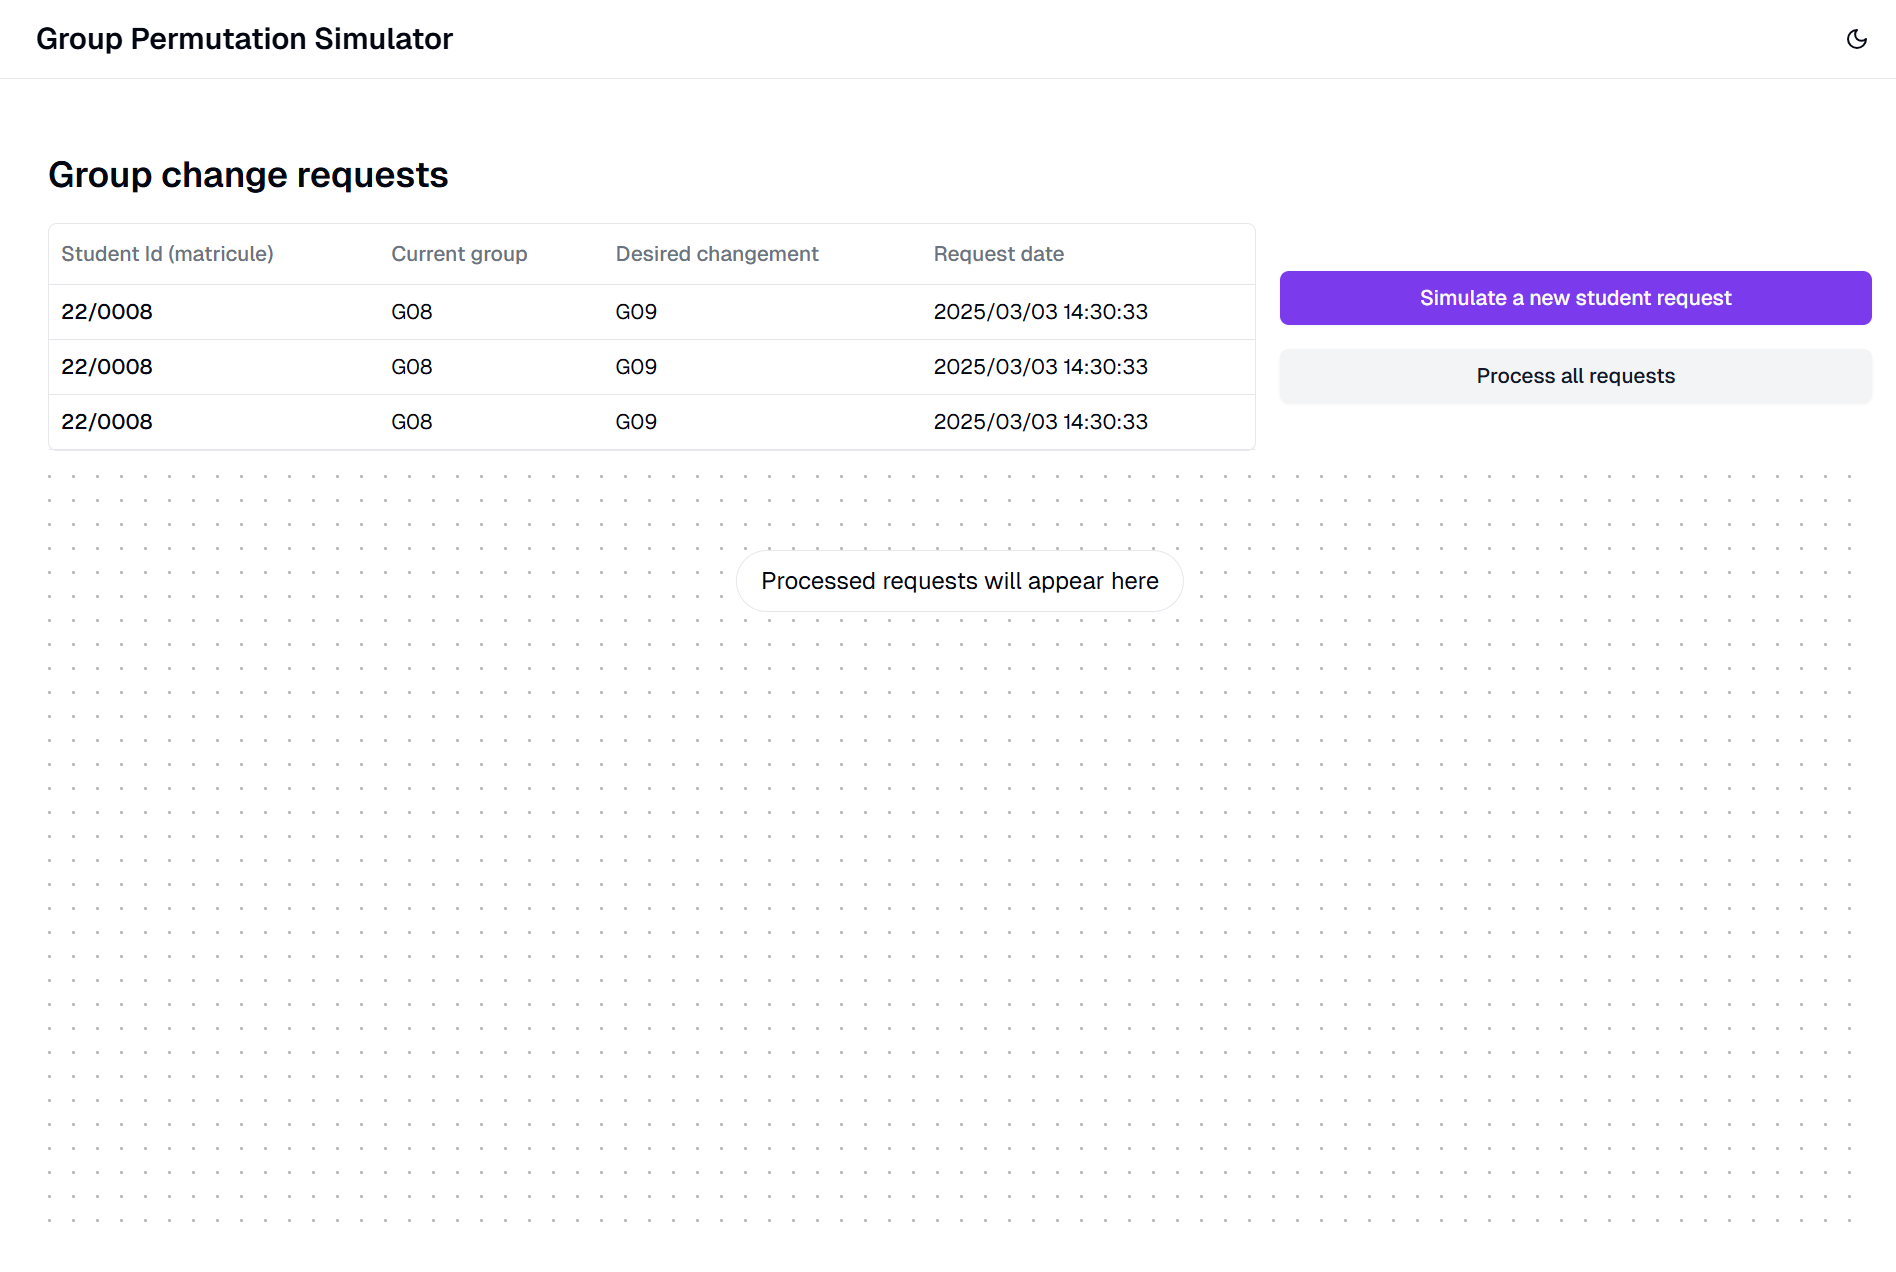 Group Permutation Simulator
Group change requests
Student Id (matricule) Current group Desired changement Request date
22/0008 G08 G09 2025/03/03 14:30:33
22/0008 G08 G09 2025/03/03 14:30:33
22/0008 G08 G09 2025/03/03 14:30:33
Simulate a new student request
Process all requests
Processed requests will appear here